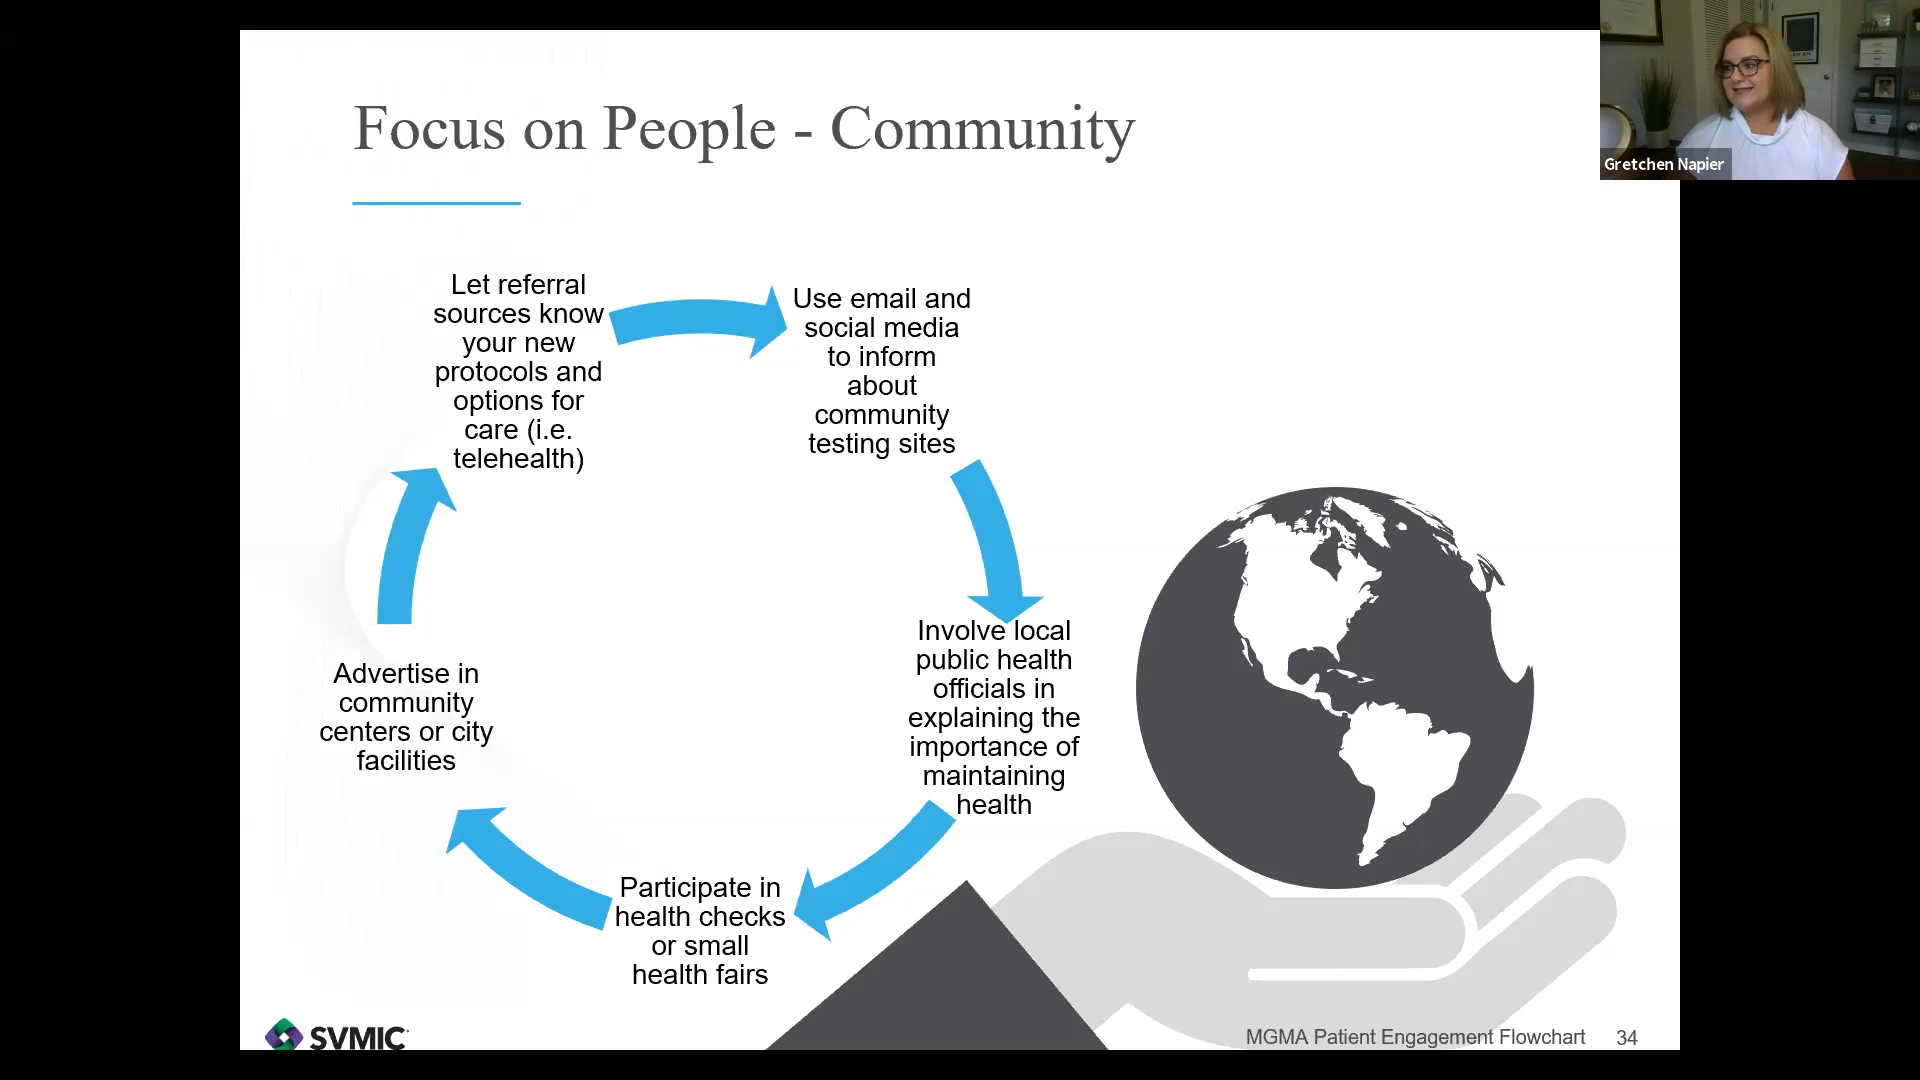 Focus on People - Community
Gretchen Napier
Let referral
sources know
your new
protocols and
options for
care (i.e.
telehealth)
Use email and
social media
to inform
about
community
testing sites
Involve local
public health
officials in
explaining the
importance of
maintaining
health
Participate in
health checks
or small
health fairs
Advertise in
community
centers or city
facilities
SVMIC
MGMA Patient Engagement Flowchart
34